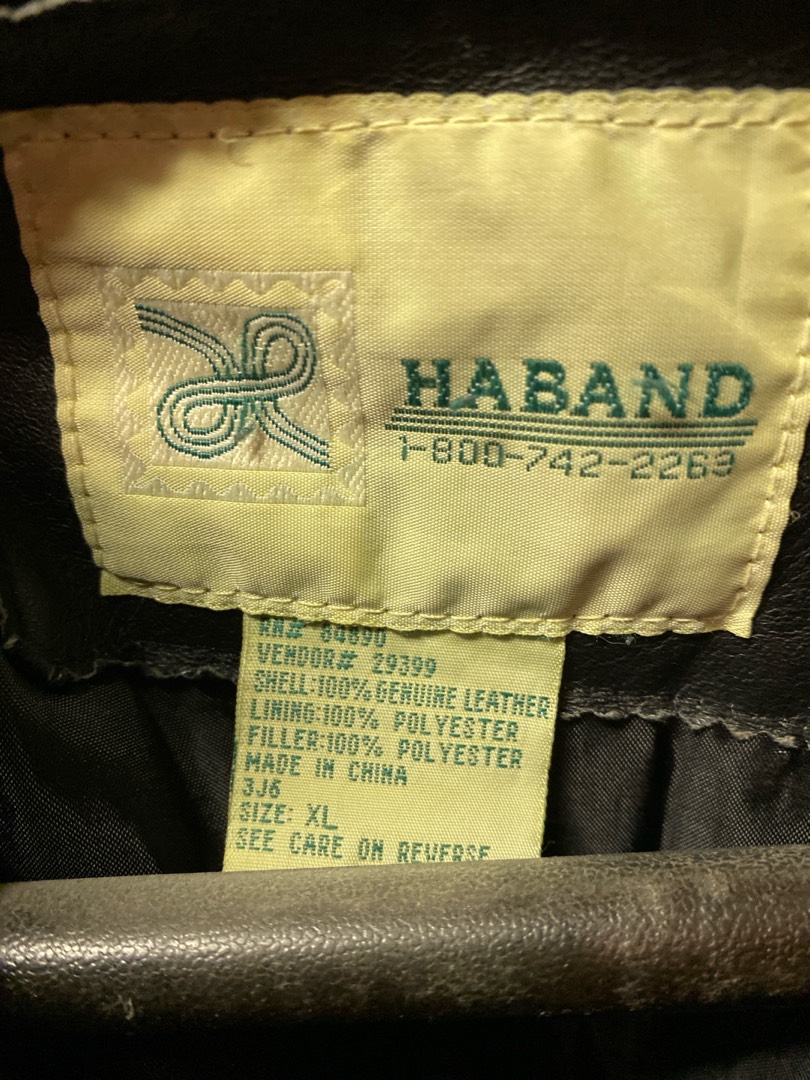 HABAND
1-800-742-2269
RN# 84890
VENDOR# 29399
SHELL:100% GENUINE LEATHER
LINING:100% POLYESTER
FILLER:100% POLYESTER
MADE IN CHINA
3J6
SIZE: XL
SEE CARE ON REVERSE